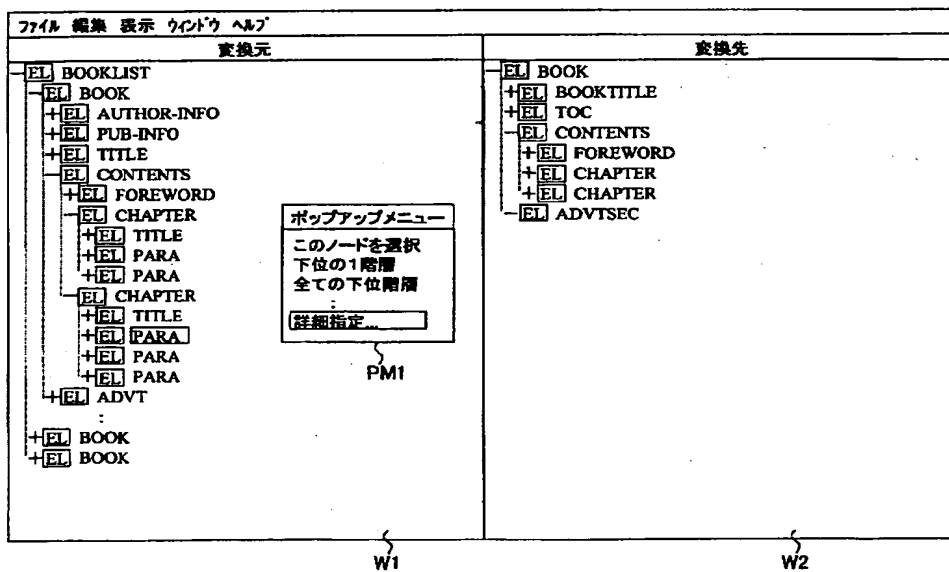 ファイル 編集 表示 ウィンドウ ヘルプ
変換元
EL BOOKLIST
EL BOOK
EL AUTHOR-INFO
EL PUB-INFO
EL TITLE
EL CONTENTS
EL FOREWORD
EL CHAPTER
EL TITLE
EL PARA
EL PARA
EL CHAPTER
EL TITLE
EL PARA
EL PARA
EL PARA
EL ADVT
:
EL BOOK
EL BOOK
ポップアップメニュー
このノードを選択
下位の1階層
全ての下位階層
:
詳細指定...
PM1
W1
変換先
EL BOOK
EL BOOKTITLE
EL TOC
EL CONTENTS
EL FOREWORD
EL CHAPTER
EL CHAPTER
EL ADVTSEC
W2